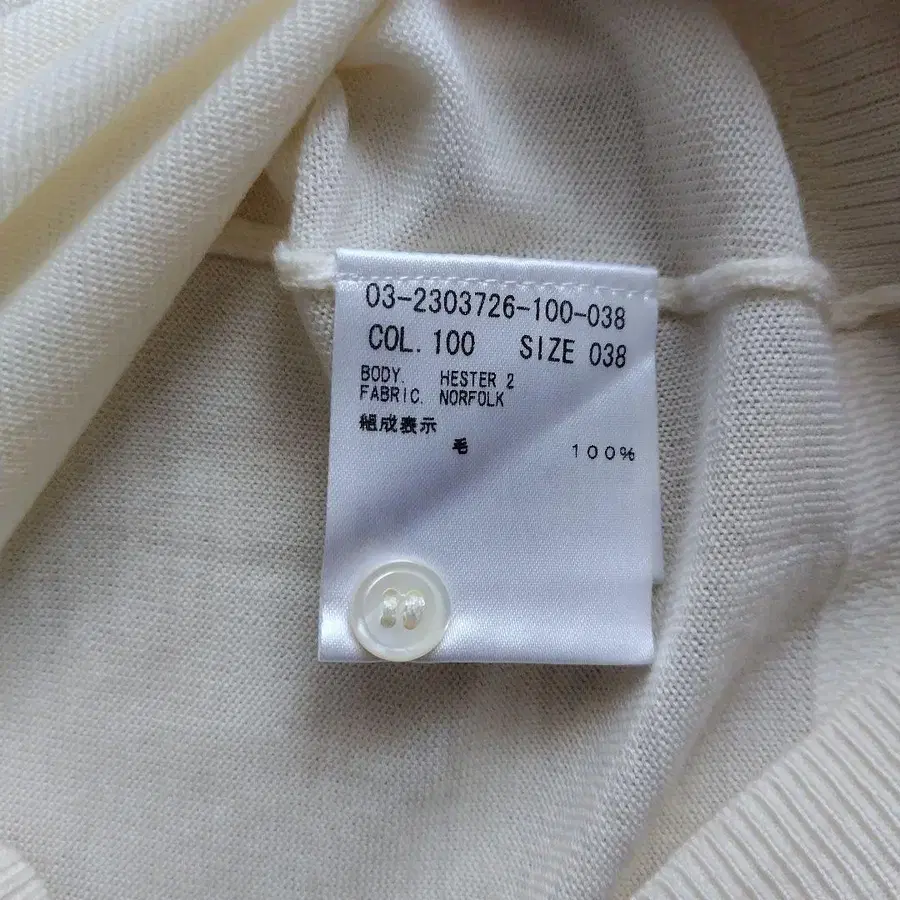 03-2303726-100-038
COL. 100 SIZE 038
BODY. HESTER 2
FABRIC. NORFOLK
組成表示
毛 100%